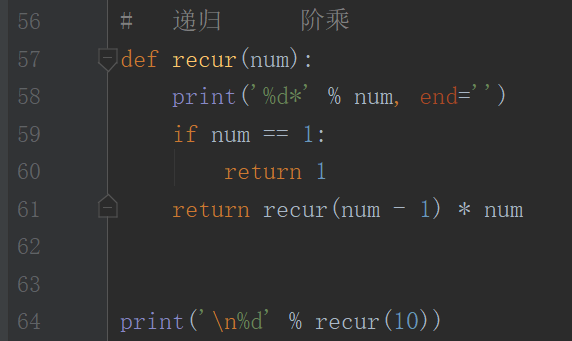 56 #   递归      阶乘
57 def recur(num):
58     print('%d*' % num, end='')
59     if num == 1:
60         return 1
61     return recur(num - 1) * num
62
63
64 print('\n%d' % recur(10))